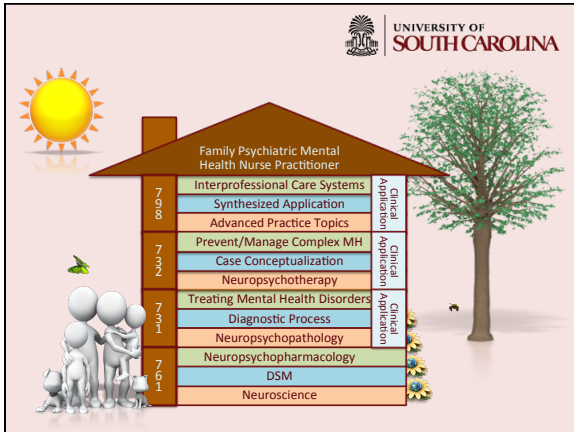 UNIVERSITY OF
SOUTH CAROLINA
Family Psychiatric Mental
Health Nurse Practitioner
798
Interprofessional Care Systems
Synthesized Application
Advanced Practice Topics
Clinical
Application
732
Prevent/Manage Complex MH
Case Conceptualization
Neuropsychotherapy
Clinical
Application
731
Treating Mental Health Disorders
Diagnostic Process
Neuropsychopathology
Clinical
Application
761
Neuropsychopharmacology
DSM
Neuroscience